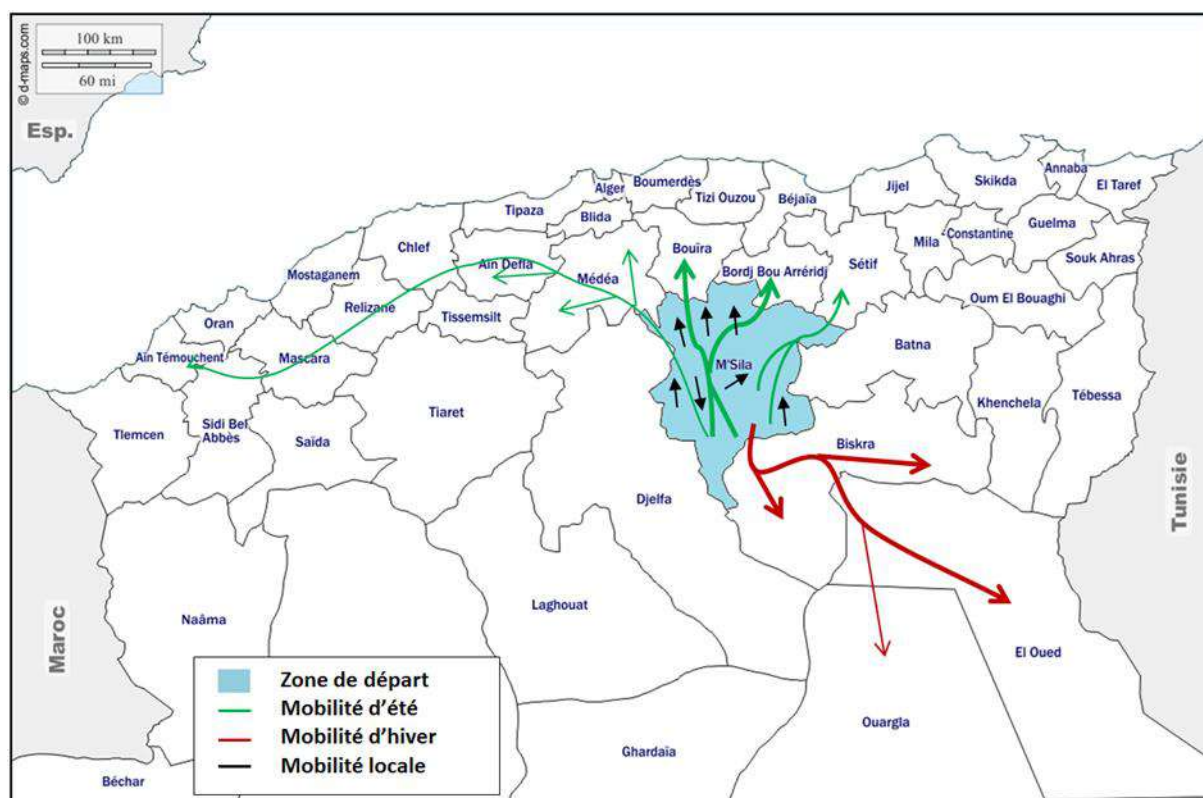 100 km
60 mi
© d-maps.com
Esp.
Alger
Boumerdès
Tizi Ouzou
Béjaïa
Jijel
Skikda
Annaba
El Taref
Tipaza
Blida
Guelma
Constantine
Mila
Chlef
Aïn Defla
Médéa
Bouïra
Bordj Bou Arréridj
Sétif
Souk Ahras
Mostaganem
Relizane
Tissemsilt
Oum El Bouaghi
Oran
Aïn Témouchent
Mascara
M'Sila
Batna
Khenchela
Tébessa
Tlemcen
Sidi Bel
Abbès
Saïda
Tiaret
Djelfa
Biskra
Tunisie
Maroc
Naâma
Laghouat
El Oued
Ouargla
Ghardaïa
Béchar
Zone de départ
Mobilité d'été
Mobilité d'hiver
Mobilité locale